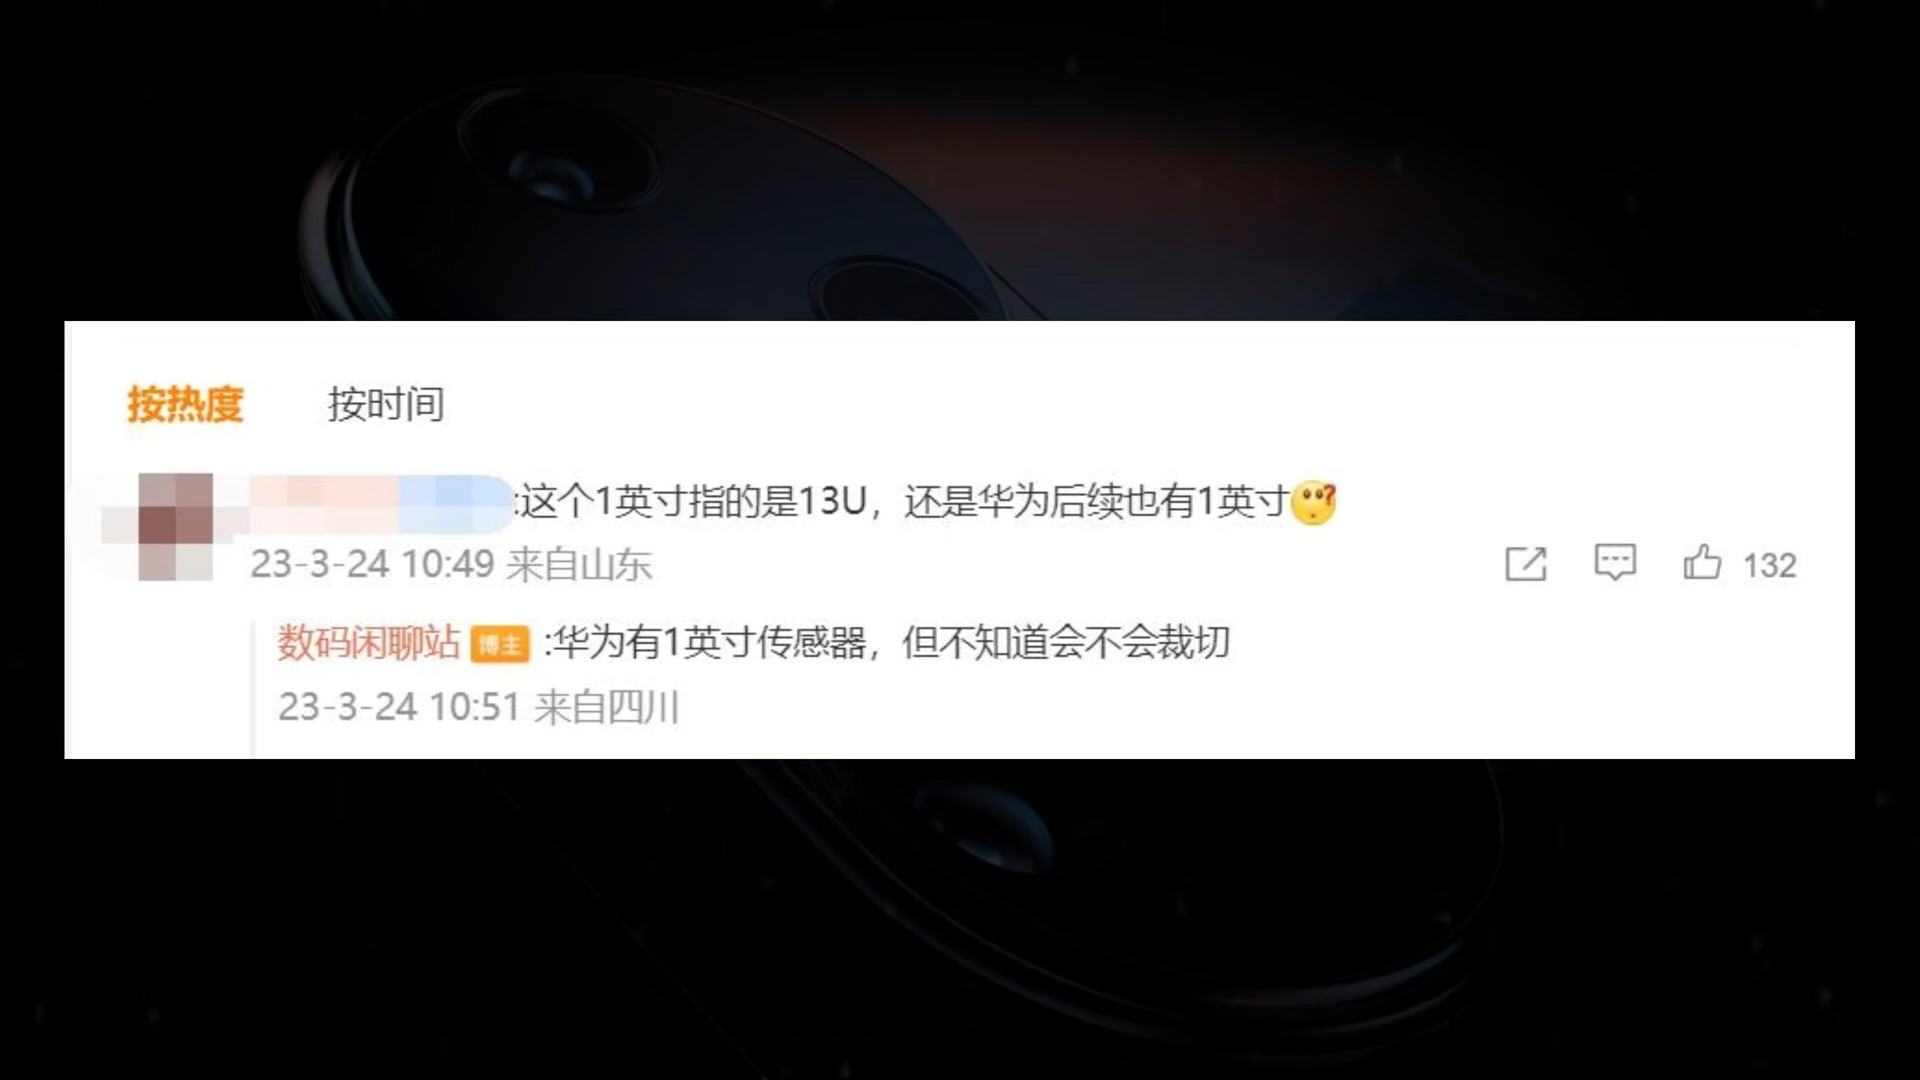 按热度 按时间
:这个1英寸指的是13U，还是华为后续也有1英寸
23-3-24 10:49 来自山东
132
数码闲聊站 博主 :华为有1英寸传感器，但不知道会不会裁切
23-3-24 10:51 来自四川